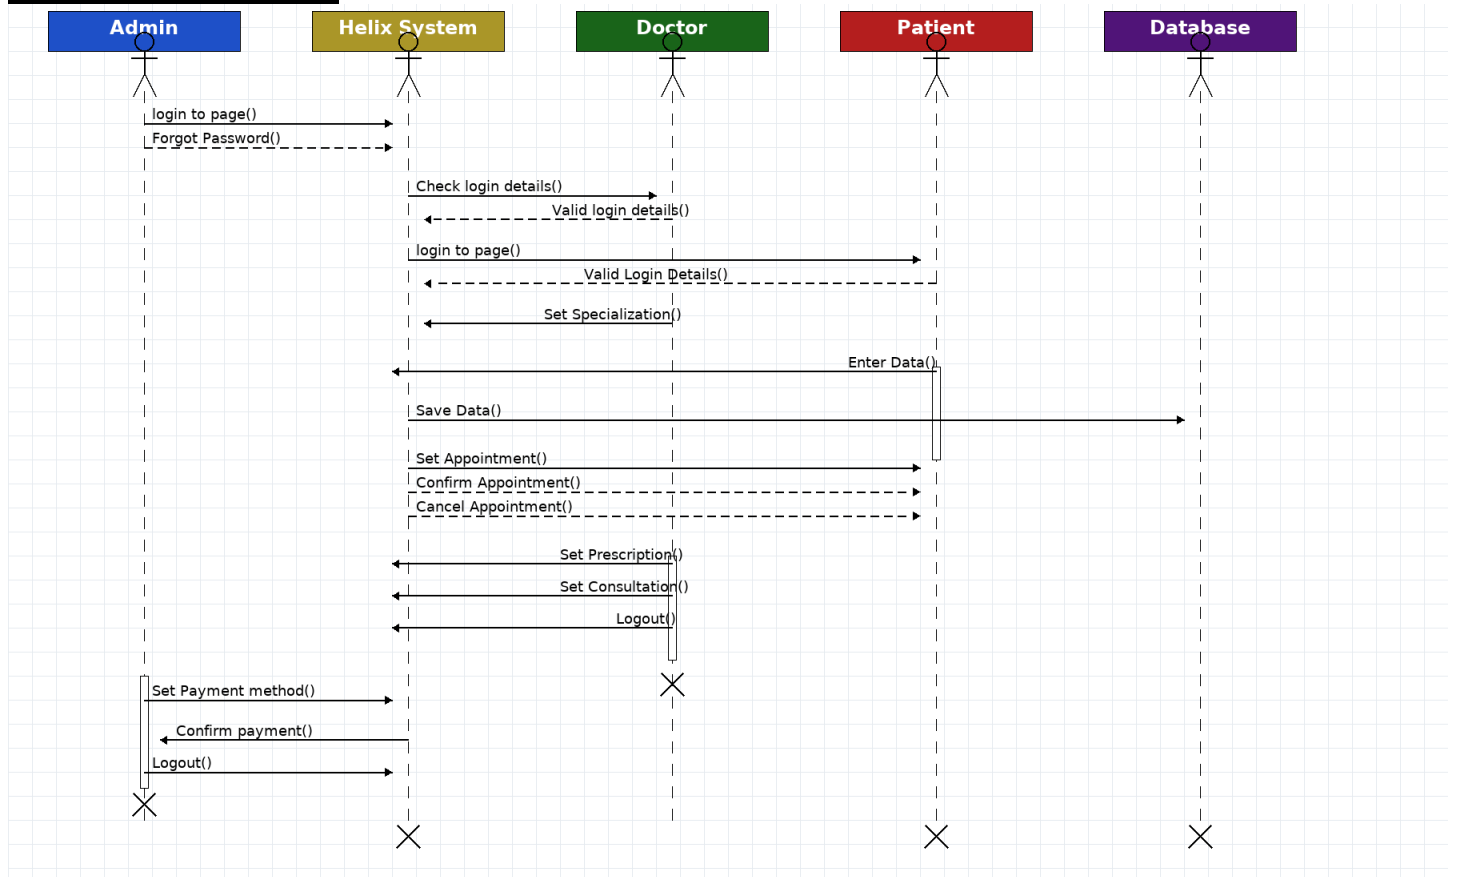 Admin
Helix System
Doctor
Patient
Database
login to page()
Forgot Password()
Check login details()
Valid login details()
login to page()
Valid Login Details()
Set Specialization()
Enter Data()
Save Data()
Set Appointment()
Confirm Appointment()
Cancel Appointment()
Set Prescription()
Set Consultation()
Logout()
Set Payment method()
Confirm payment()
Logout()